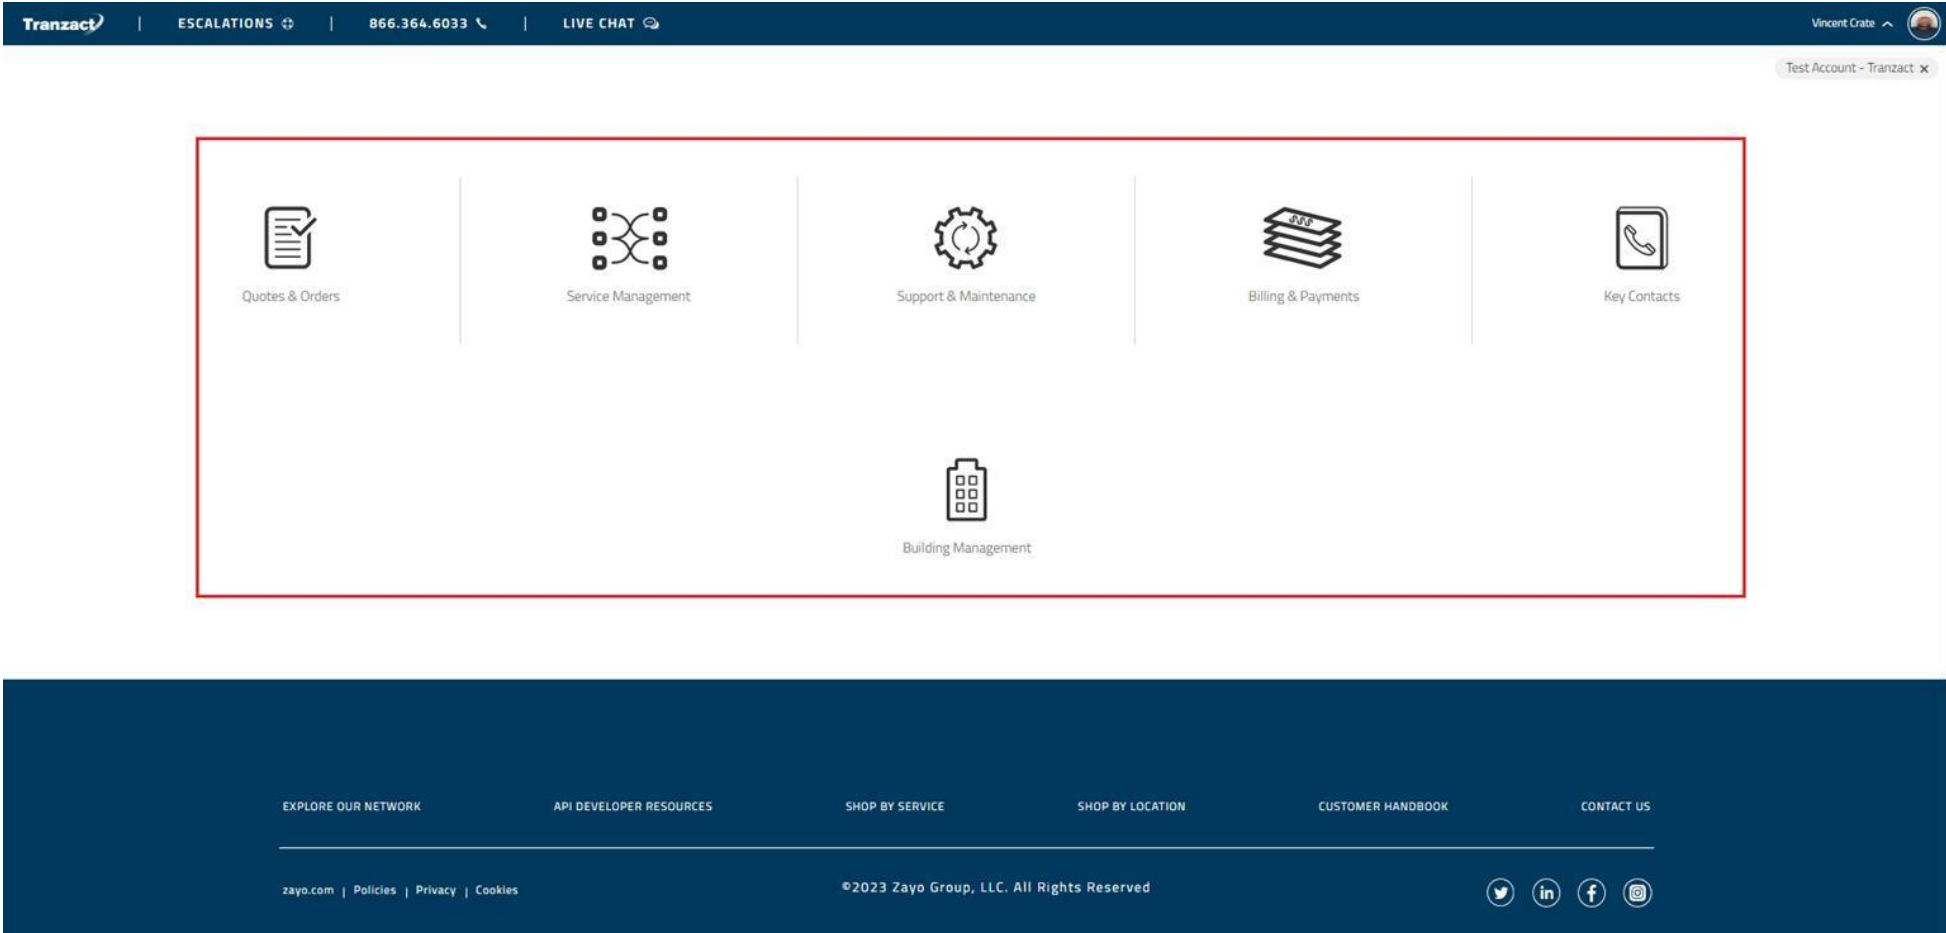 Tranzact | ESCALATIONS | 866.364.6033 | LIVE CHAT Vincent Crate
Test Account - Tranzact ×
Quotes & Orders Service Management Support & Maintenance Billing & Payments Key Contacts
Building Management
EXPLORE OUR NETWORK API DEVELOPER RESOURCES SHOP BY SERVICE SHOP BY LOCATION CUSTOMER HANDBOOK CONTACT US
zayo.com | Policies | Privacy | Cookies ©2023 Zayo Group, LLC. All Rights Reserved